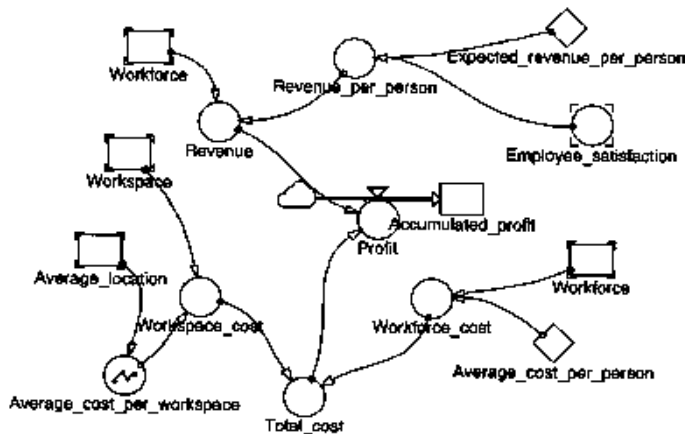 Workforce
Expected_revenue_per_person
Revenue_per_person
Revenue
Employee_satisfaction
Workspace
Accumulated_profit
Profit
Average_location
Workforce
Workspace_cost
Workforce_cost
Average_cost_per_person
Average_cost_per_workspace
Total_cost